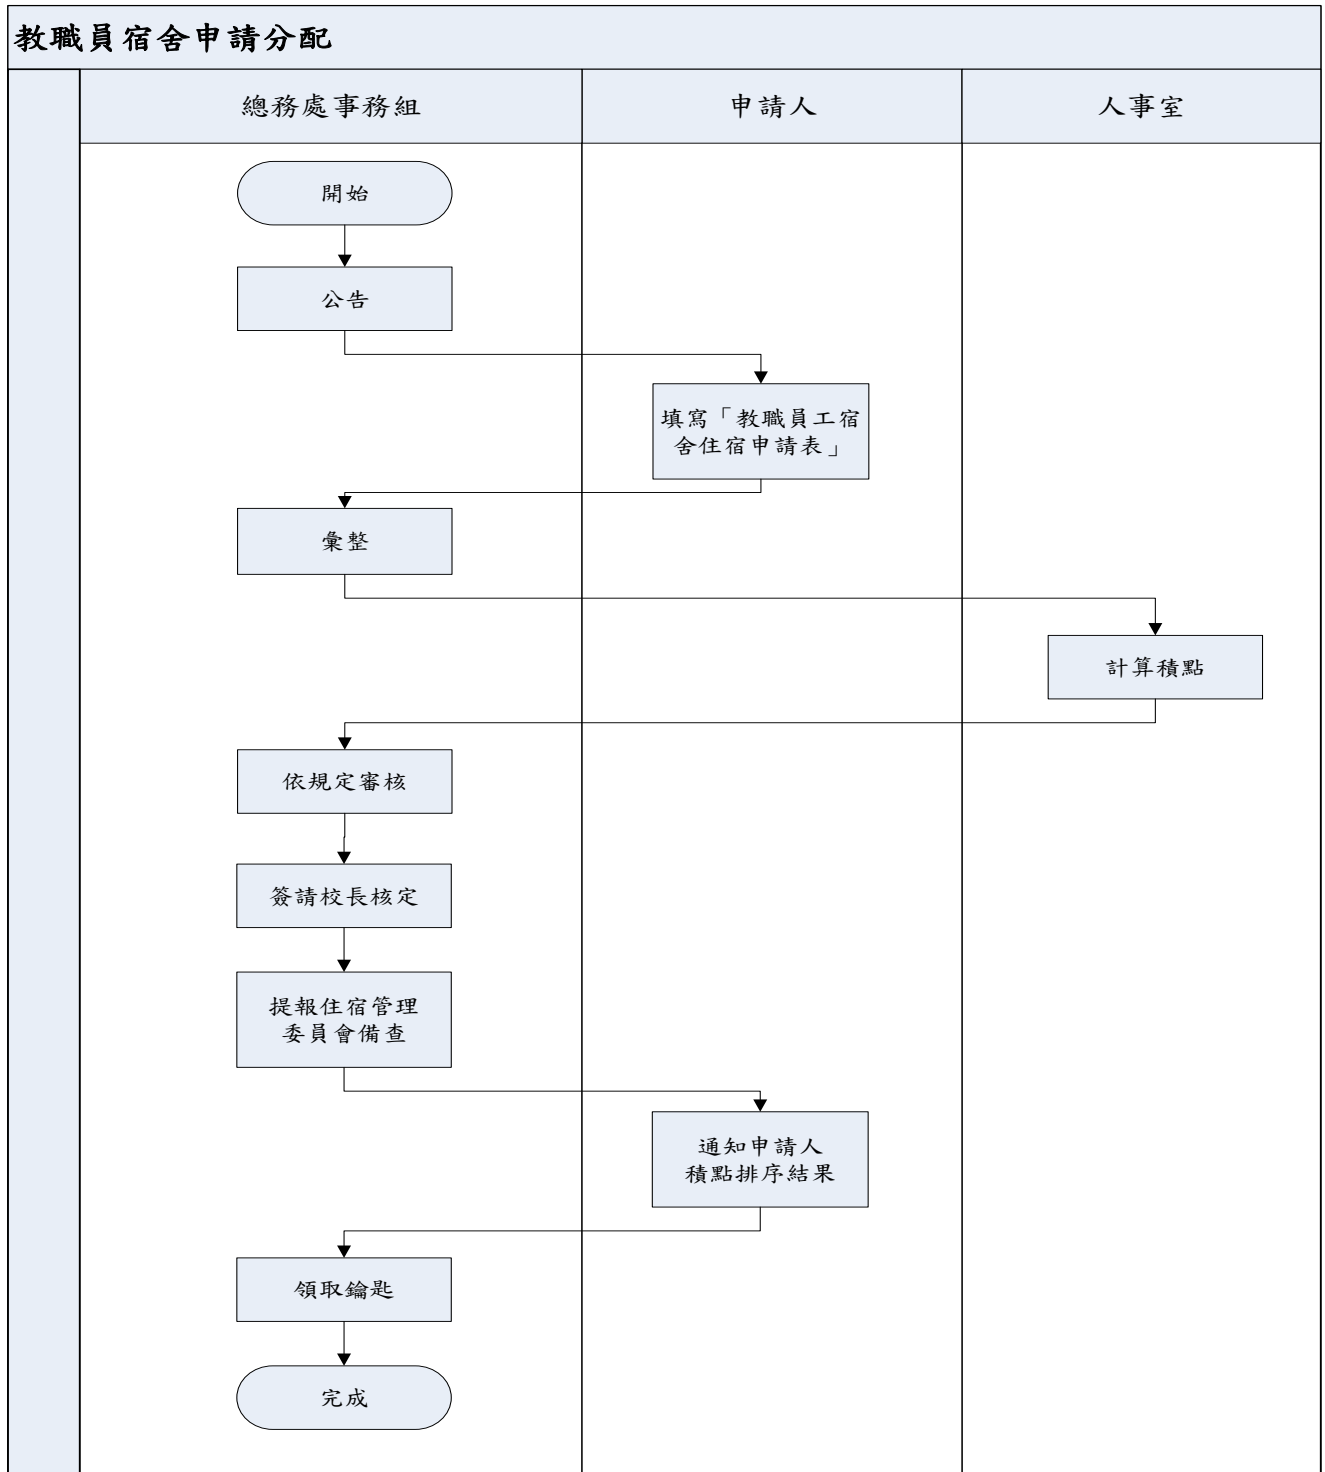 教職員宿舍申請分配
總務處事務組
申請人
人事室
開始
公告
填寫「教職員工宿
舍住宿申請表」
彙整
計算積點
依規定審核
簽請校長核定
提報住宿管理
委員會備查
通知申請人
積點排序結果
領取鑰匙
完成